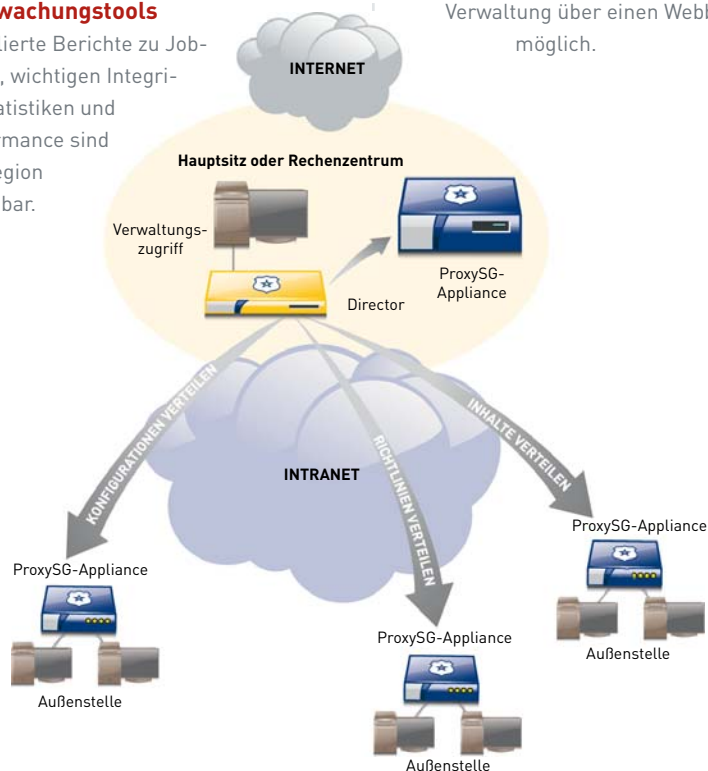 wachungstools
lierte Berichte zu Job-
, wichtigen Integri-
atistiken und
rmance sind
egion
bar.
Verwaltung über einen Webb
möglich.
INTERNET
Hauptsitz oder Rechenzentrum
Verwaltungs-
zugriff
Director
ProxySG-
Appliance
KONFIGURATIONEN VERTEILEN
RICHTLINIEN VERTEILEN
INHALTE VERTEILEN
INTRANET
ProxySG-Appliance
Außenstelle
ProxySG-Appliance
Außenstelle
ProxySG-Appliance
Außenstelle